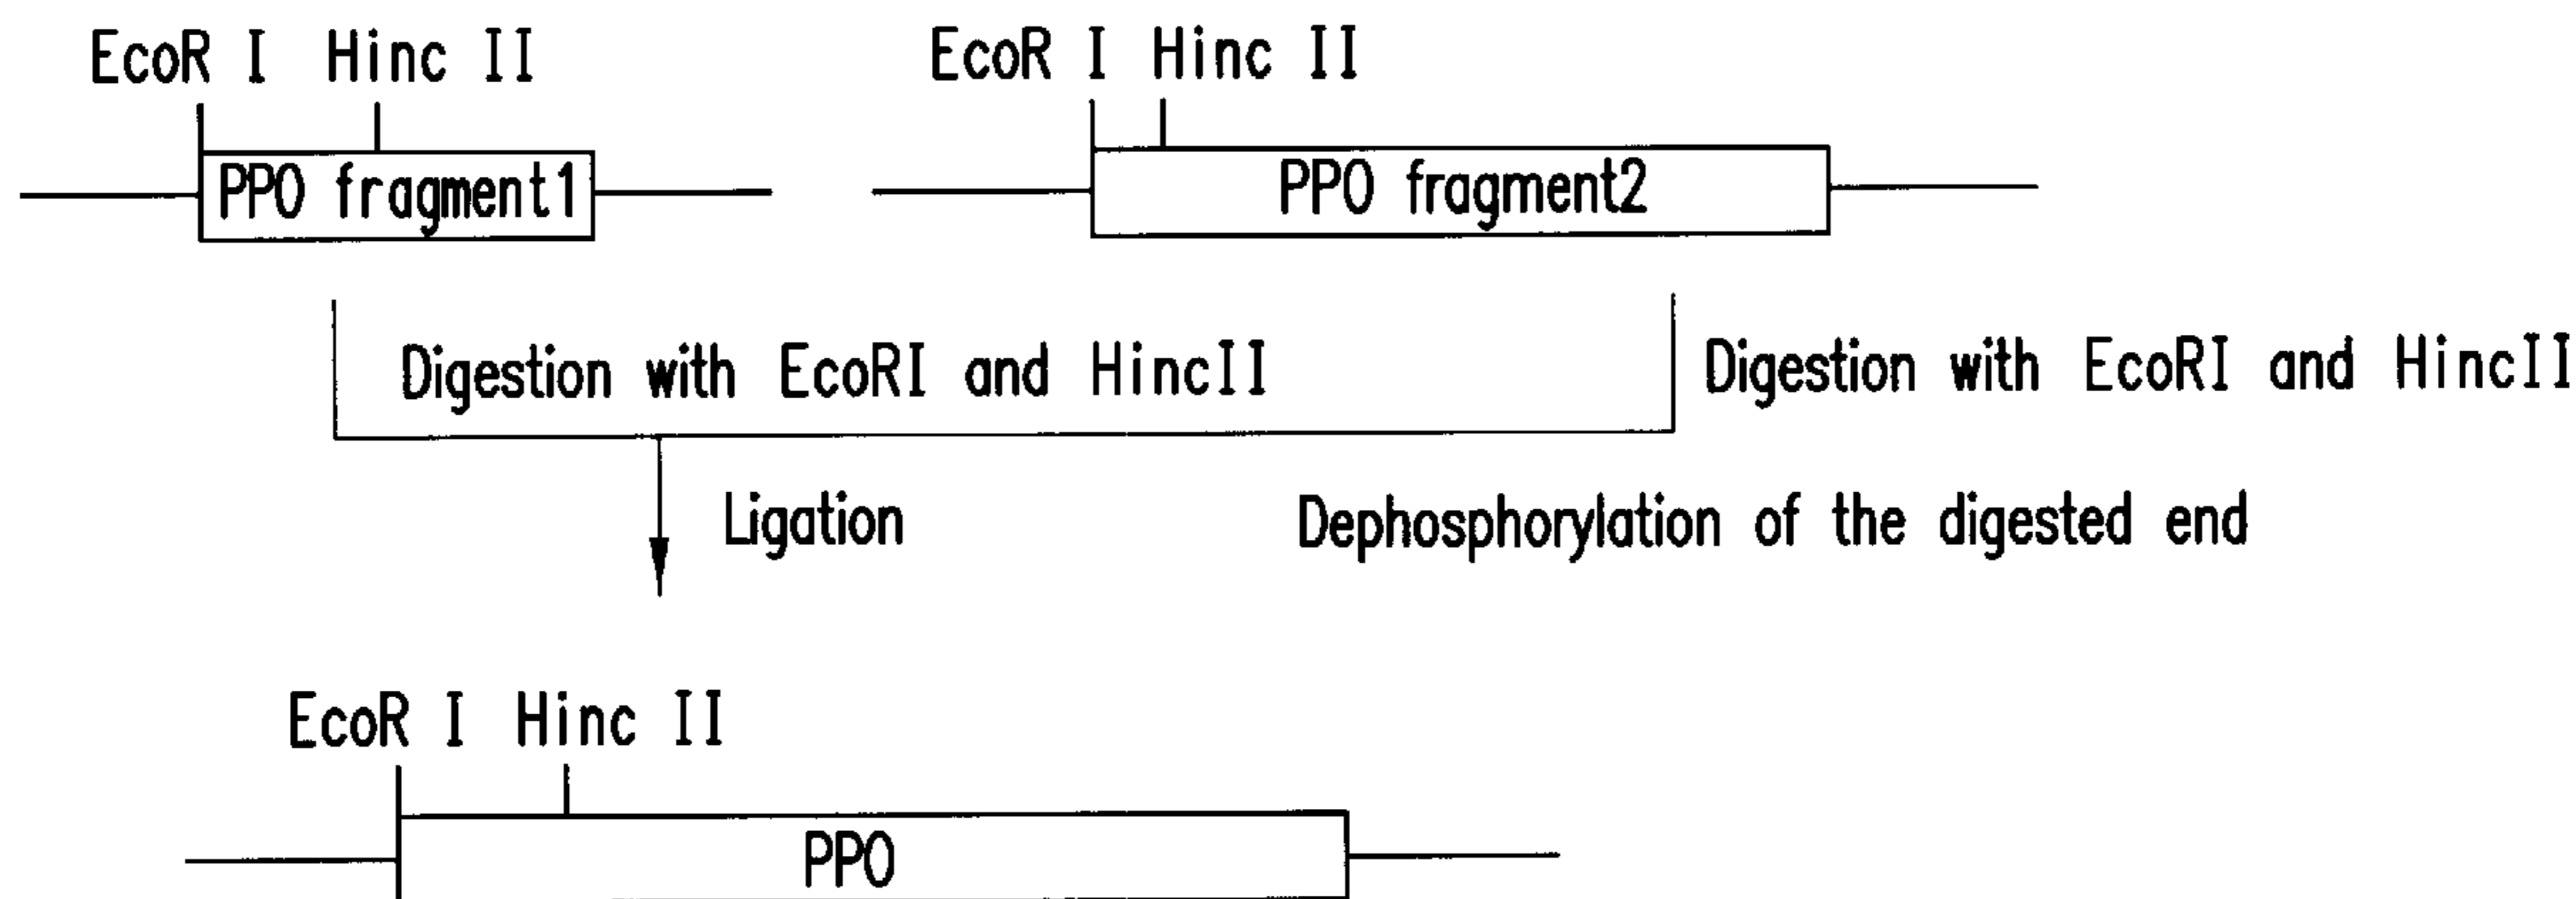 EcoR I Hinc II
EcoR I Hinc II
PPO fragment1
PPO fragment2
Digestion with EcoRI and HincII
Digestion with EcoRI and HincII
Ligation
Dephosphorylation of the digested end
EcoR I Hinc II
PPO